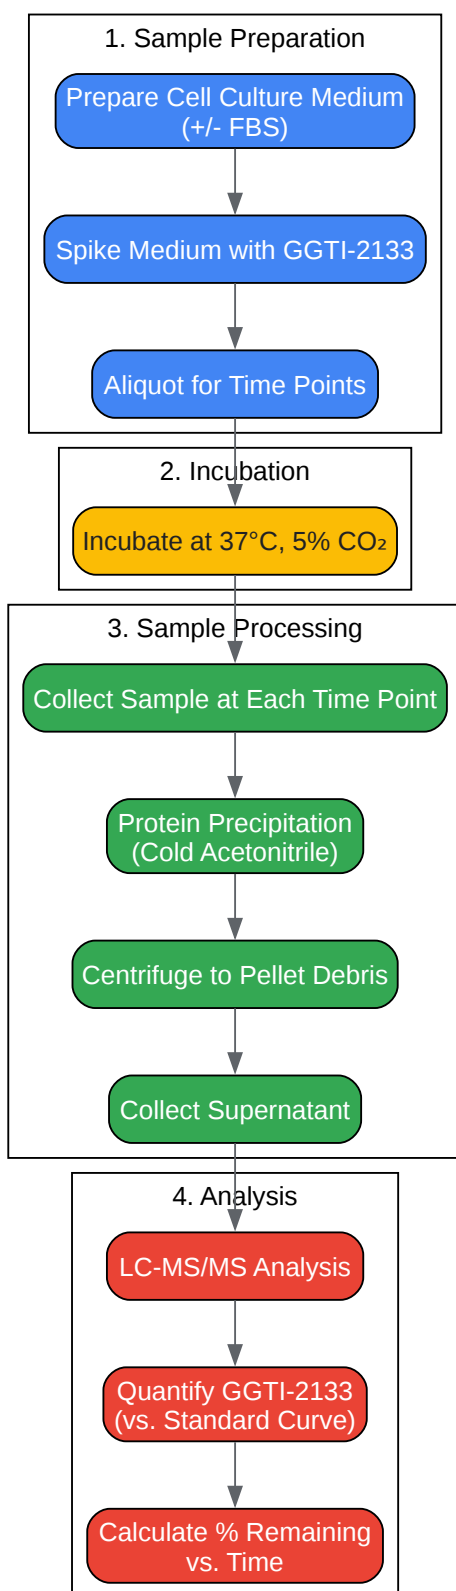 1. Sample Preparation
Prepare Cell Culture Medium
(+/- FBS)
Spike Medium with GGTI-2133
Aliquot for Time Points
2. Incubation
Incubate at 37°C, 5% CO₂
3. Sample Processing
Collect Sample at Each Time Point
Protein Precipitation
(Cold Acetonitrile)
Centrifuge to Pellet Debris
Collect Supernatant
4. Analysis
LC-MS/MS Analysis
Quantify GGTI-2133
(vs. Standard Curve)
Calculate % Remaining
vs. Time